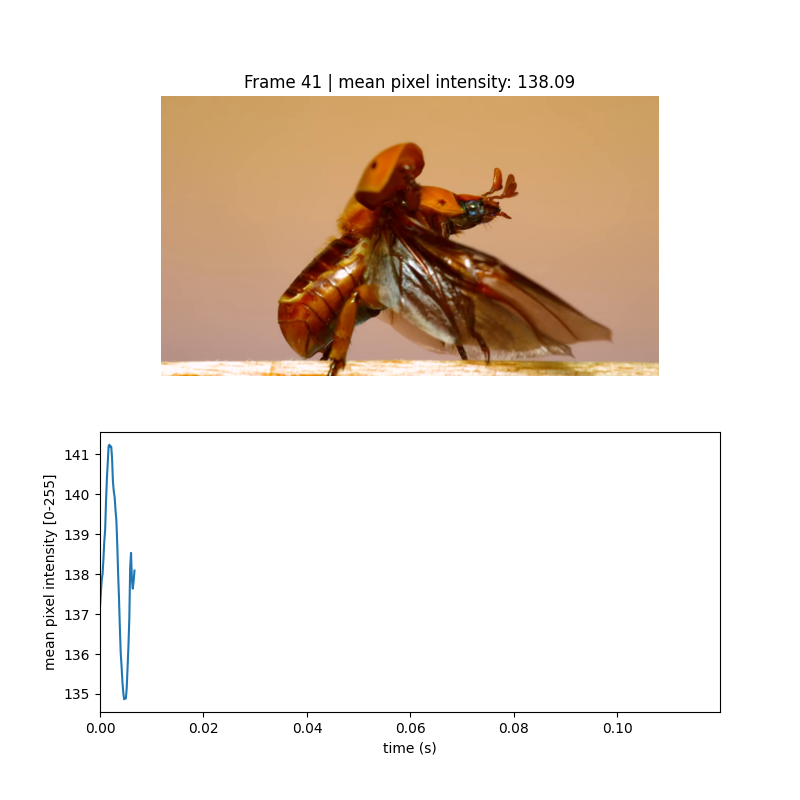 Frame 41 | mean pixel intensity: 138.09
141
140
139
138
137
136
135
mean pixel intensity [0-255]
0.00 0.02 0.04 0.06 0.08 0.10
time (s)